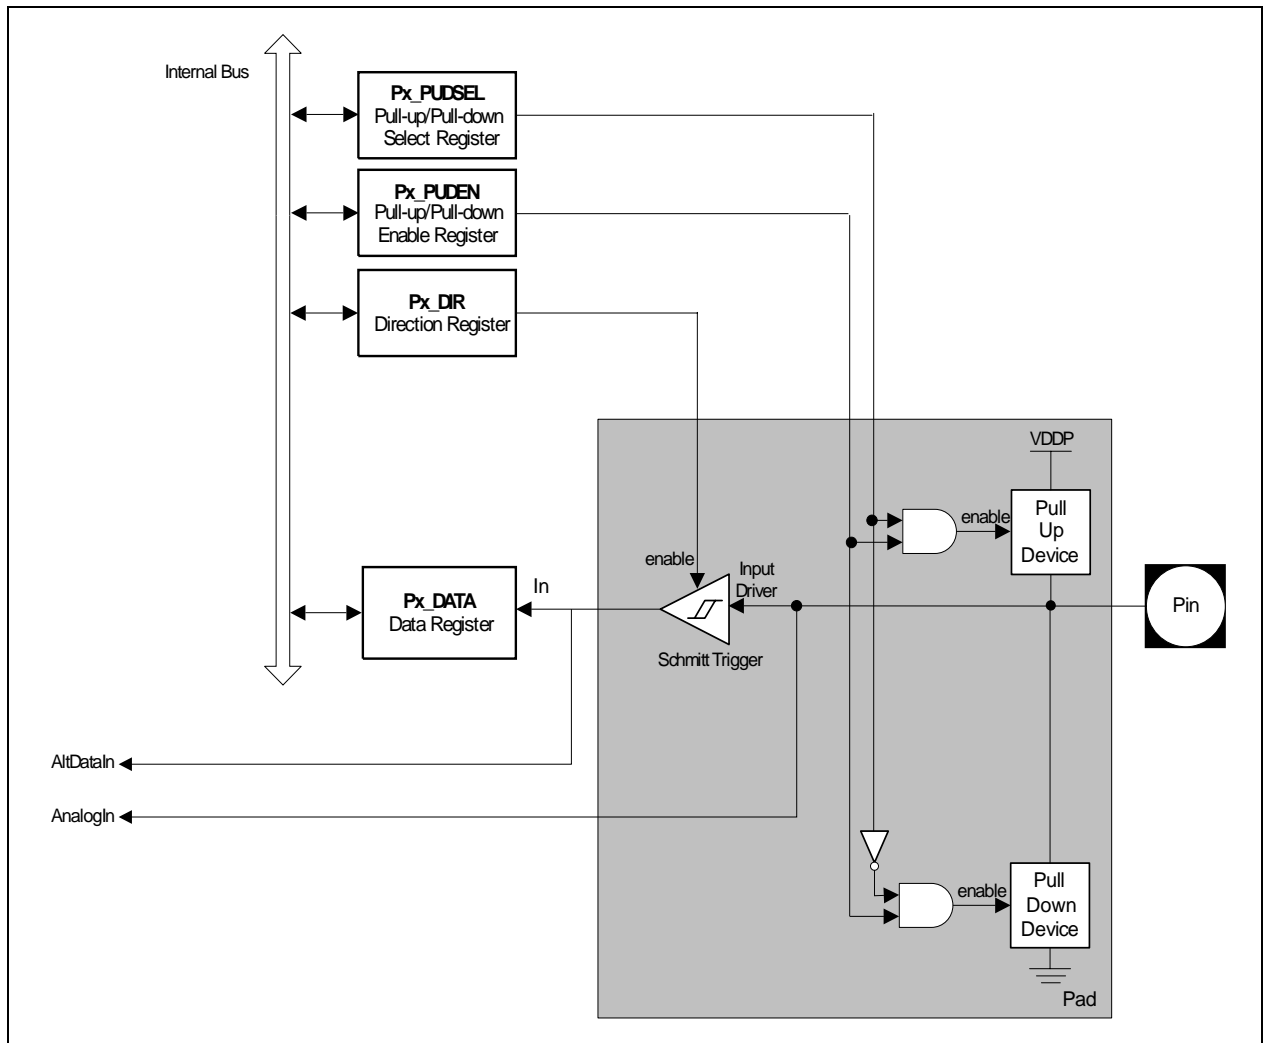 Internal Bus
Px_PUDSEL
Pull-up/Pull-down
Select Register
Px_PUDEN
Pull-up/Pull-down
Enable Register
Px_DIR
Direction Register
VDDP
enable
Pull
Up
Device
enable
Input
Driver
In
Px_DATA
Data Register
Schmitt Trigger
Pin
AltDataIn
AnalogIn
enable
Pull
Down
Device
Pad